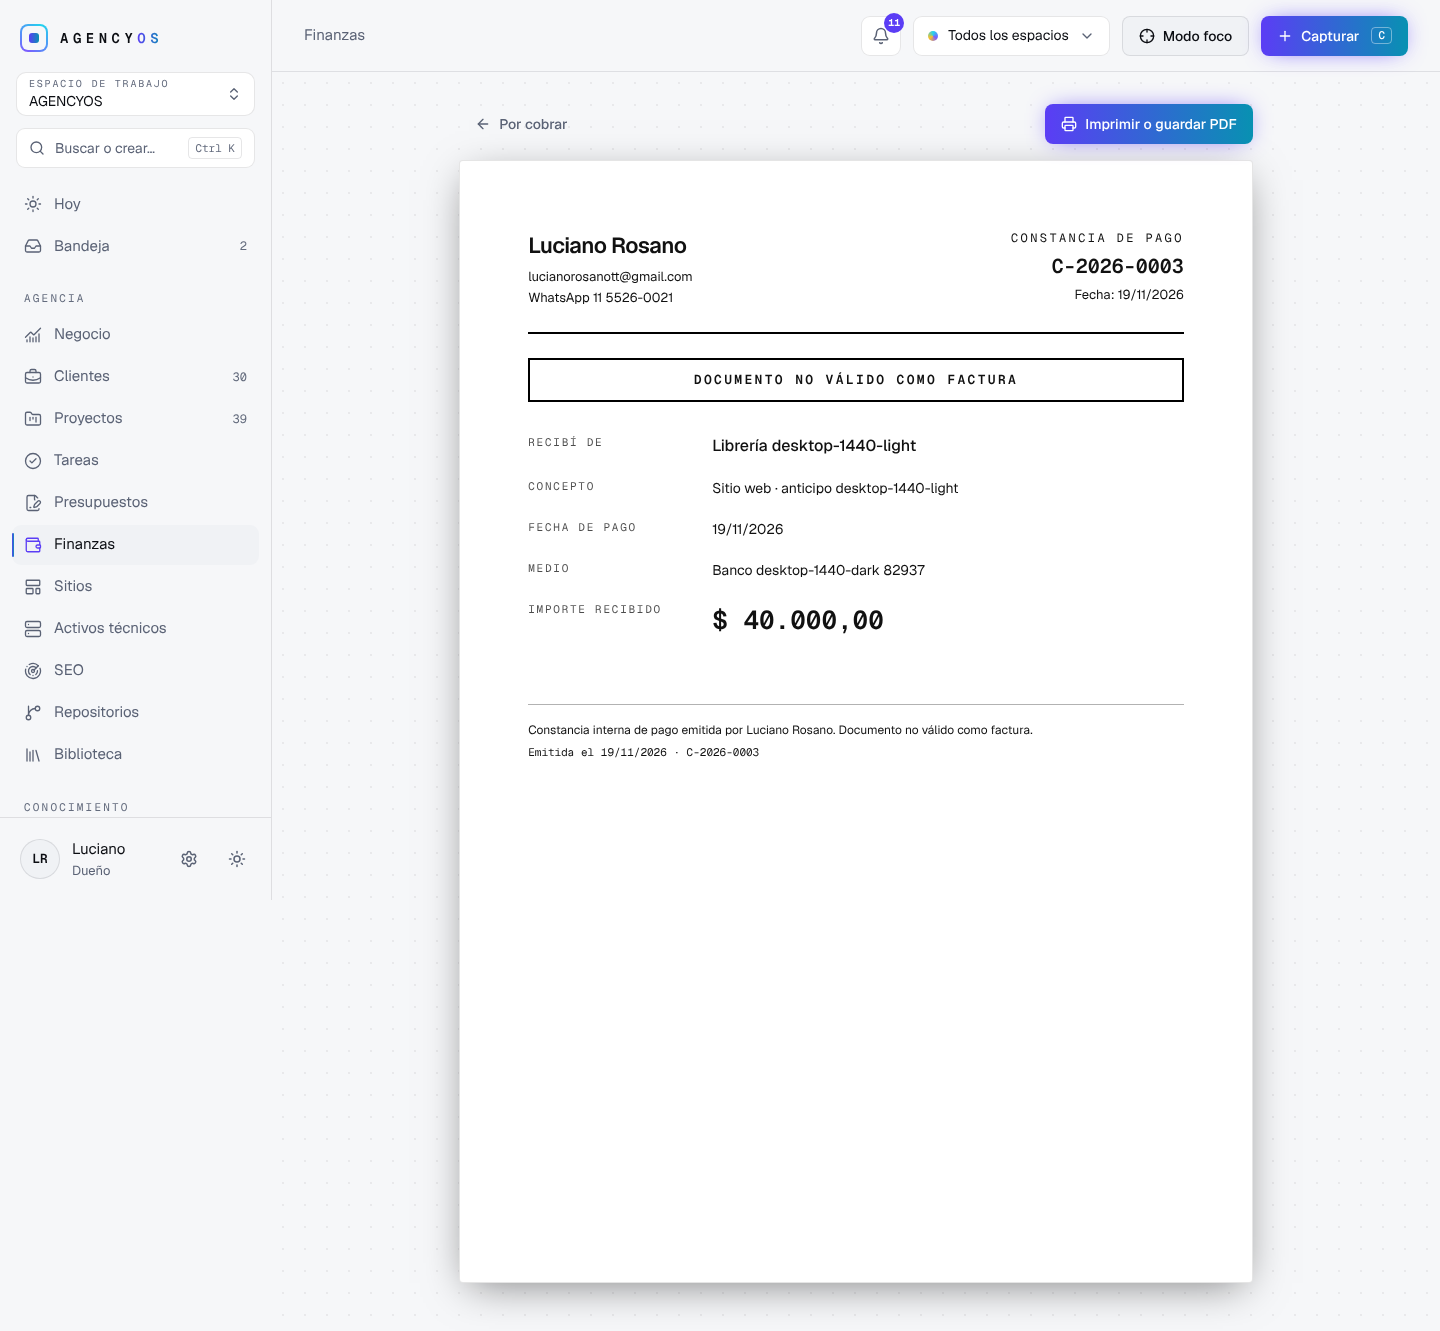 AGENCYOS
ESPACIO DE TRABAJO
AGENCYOS
Buscar o crear...
Ctrl K
Hoy
Bandeja 2
AGENCIA
Negocio
Clientes 30
Proyectos 39
Tareas
Presupuestos
Finanzas
Sitios
Activos técnicos
SEO
Repositorios
Biblioteca
CONOCIMIENTO
LR
Luciano
Dueño
Finanzas
11
Todos los espacios
Modo foco
Capturar C
Por cobrar
Imprimir o guardar PDF
Luciano Rosano
lucianorosanott@gmail.com
WhatsApp 11 5526-0021
CONSTANCIA DE PAGO
C-2026-0003
Fecha: 19/11/2026
DOCUMENTO NO VÁLIDO COMO FACTURA
RECIBÍ DE Librería desktop-1440-light
CONCEPTO Sitio web · anticipo desktop-1440-light
FECHA DE PAGO 19/11/2026
MEDIO Banco desktop-1440-dark 82937
IMPORTE RECIBIDO $ 40.000,00
Constancia interna de pago emitida por Luciano Rosano. Documento no válido como factura.
Emitida el 19/11/2026 · C-2026-0003